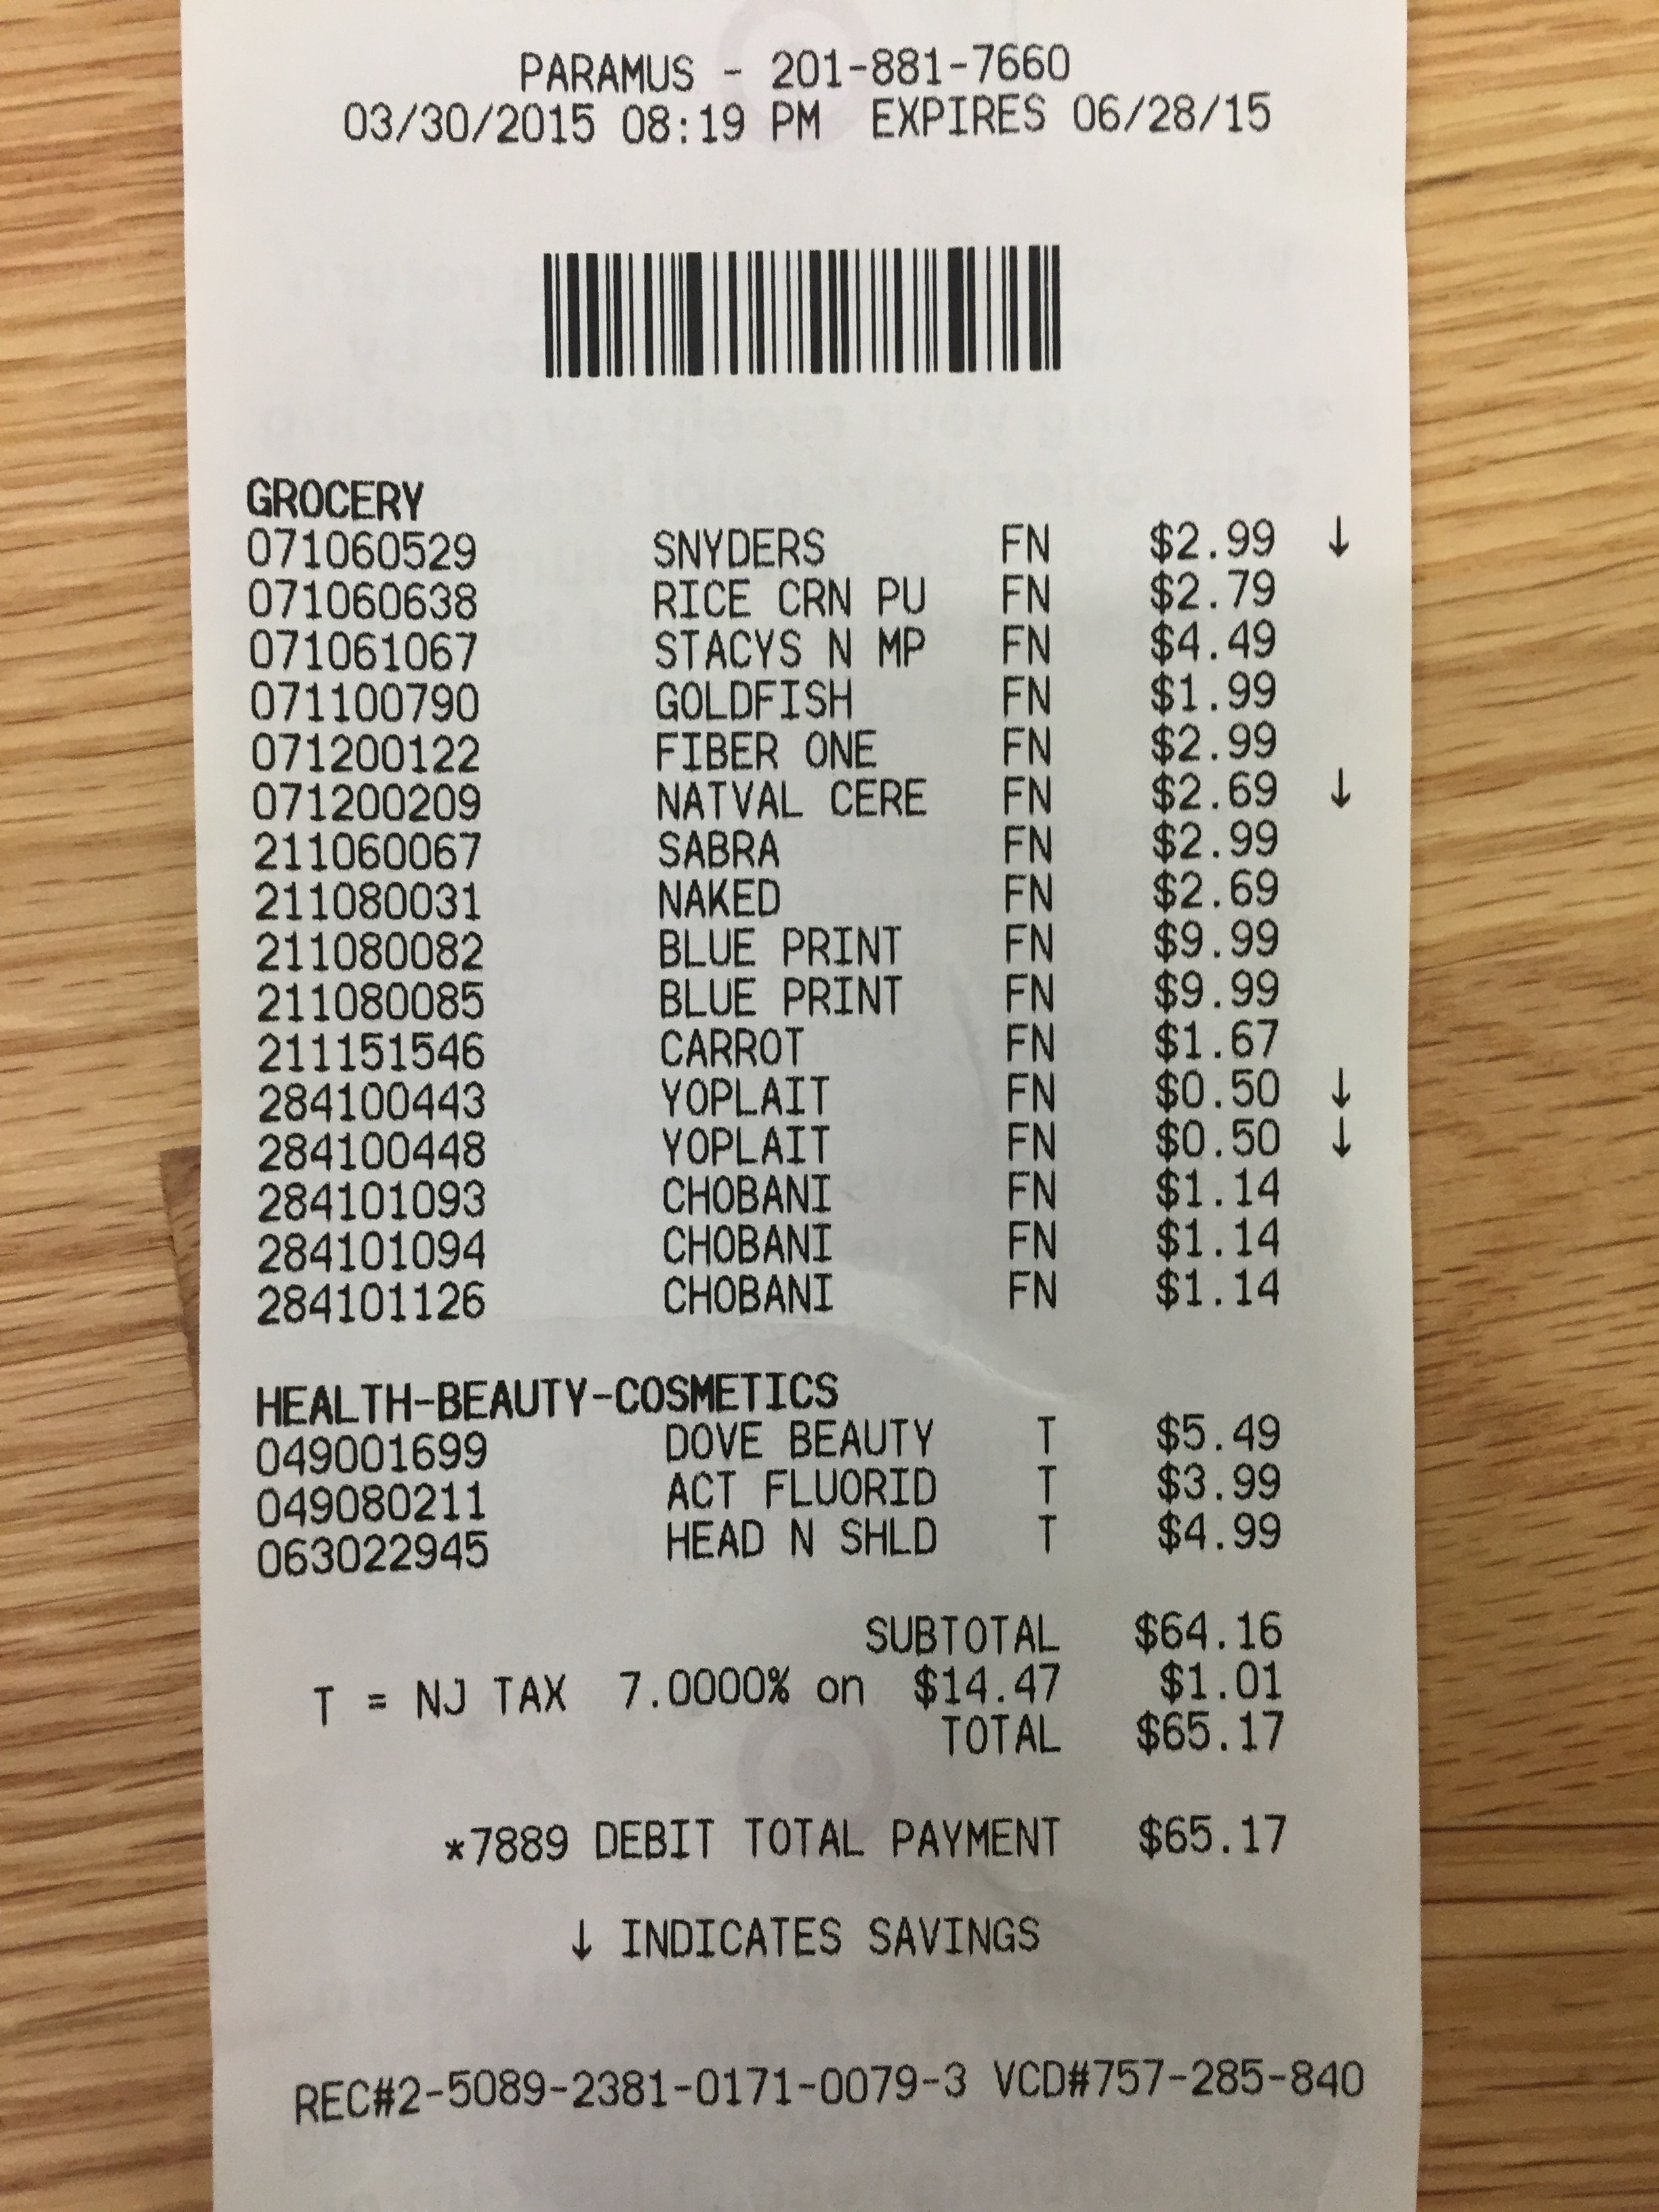 PARAMUS - 201-881-7660
03/30/2015 08:19 PM EXPIRES 06/28/15
GROCERY
071060529 SNYDERS FN $2.99 ↓
071060638 RICE CRN PU FN $2.79
071061067 STACYS N MP FN $4.49
071100790 GOLDFISH FN $1.99
071200122 FIBER ONE FN $2.99
071200209 NATVAL CERE FN $2.69 ↓
211060067 SABRA FN $2.99
211080031 NAKED FN $2.69
211080082 BLUE PRINT FN $9.99
211080085 BLUE PRINT FN $9.99
211151546 CARROT FN $1.67
284100443 YOPLAIT FN $0.50 ↓
284100448 YOPLAIT FN $0.50 ↓
284101093 CHOBANI FN $1.14
284101094 CHOBANI FN $1.14
284101126 CHOBANI FN $1.14
HEALTH-BEAUTY-COSMETICS
049001699 DOVE BEAUTY T $5.49
049080211 ACT FLUORID T $3.99
063022945 HEAD N SHLD T $4.99
SUBTOTAL $64.16
T = NJ TAX 7.0000% on $14.47 $1.01
TOTAL $65.17
*7889 DEBIT TOTAL PAYMENT $65.17
↓ INDICATES SAVINGS
REC#2-5089-2381-0171-0079-3 VCD#757-285-840